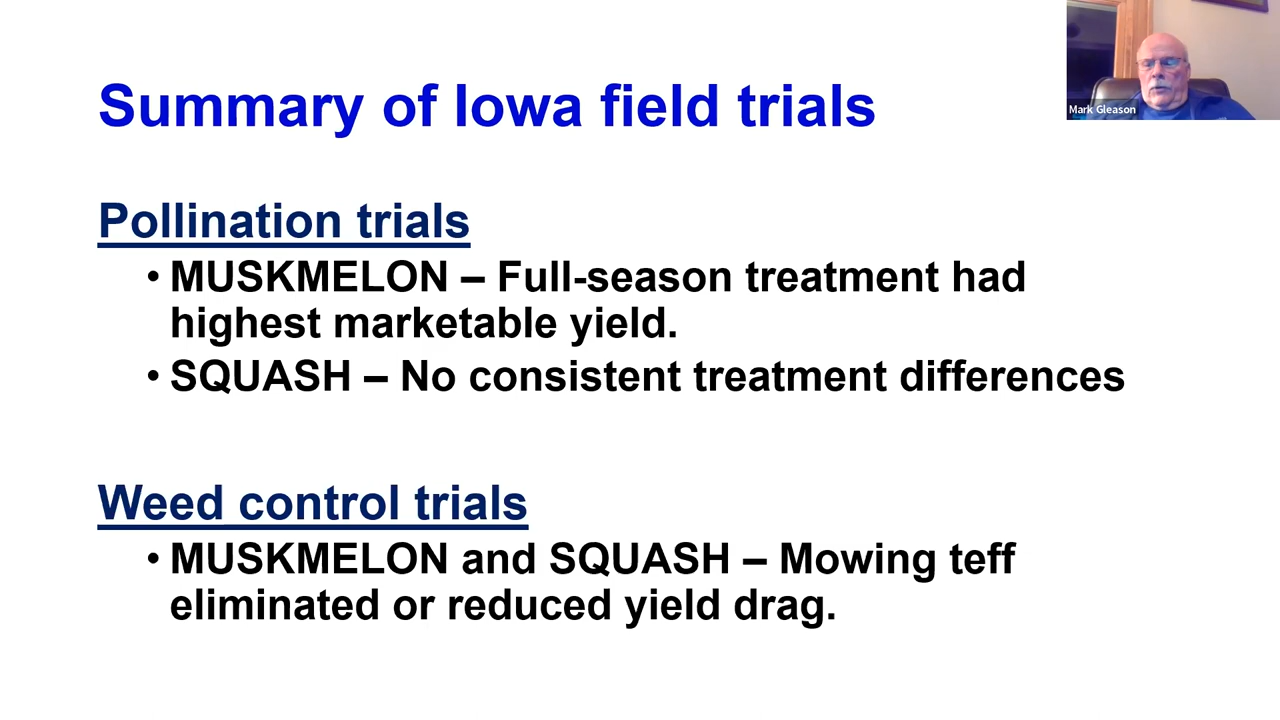 Summary of Iowa field trials
Mark Gleason
Pollination trials
• MUSKMELON – Full-season treatment had
highest marketable yield.
• SQUASH – No consistent treatment differences
Weed control trials
• MUSKMELON and SQUASH – Mowing teff
eliminated or reduced yield drag.